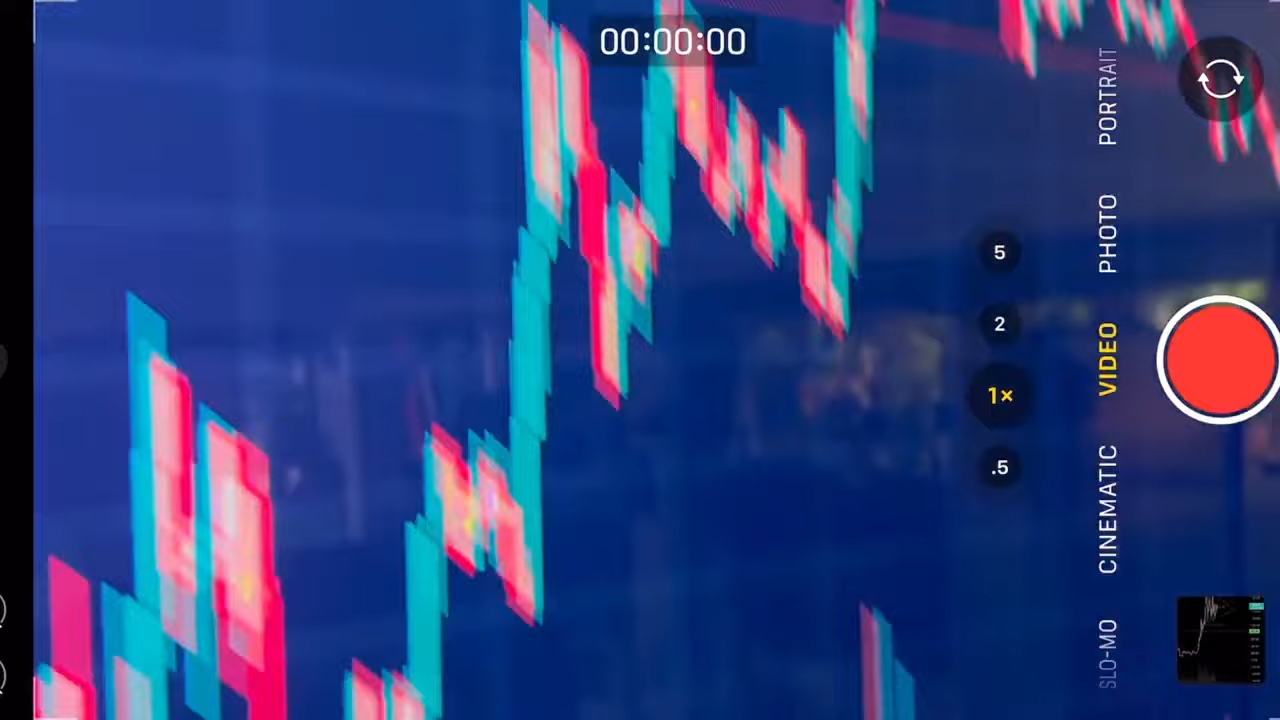 00:00:00
5
2
1×
.5
PORTRAIT
PHOTO
VIDEO
CINEMATIC
SLO-MO